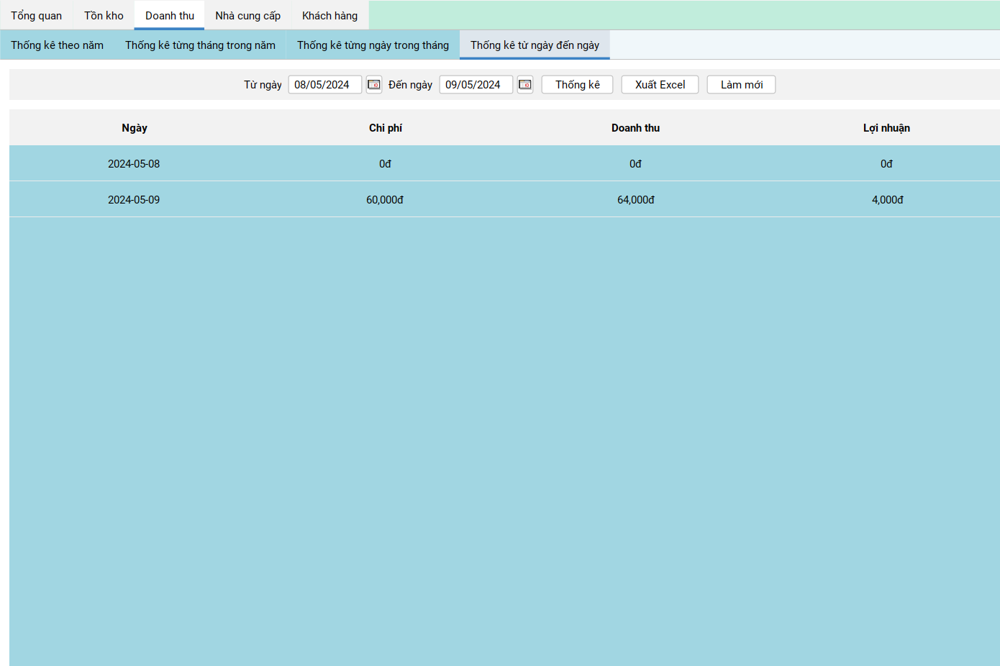 Tổng quan Tồn kho Doanh thu Nhà cung cấp Khách hàng
Thống kê theo năm Thống kê từng tháng trong năm Thống kê từng ngày trong tháng Thống kê từ ngày đến ngày
Từ ngày 08/05/2024 Đến ngày 09/05/2024 Thống kê Xuất Excel Làm mới
Ngày Chi phí Doanh thu Lợi nhuận
2024-05-08 0đ 0đ 0đ
2024-05-09 60,000đ 64,000đ 4,000đ